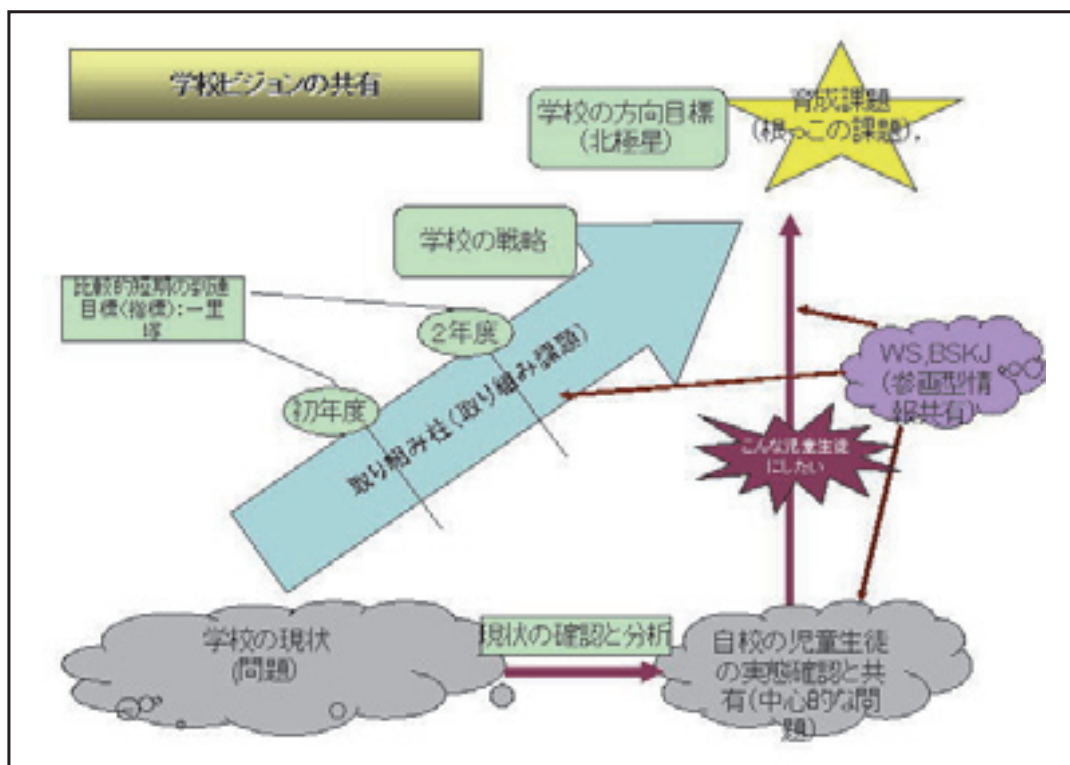 学校ビジョンの共有
学校の方向目標
(北極星)
育成課題
(根っこの課題).
学校の戦略
比較的短期の到達
目標(指標):一里
塚
2年度
初年度
取り組み柱(取り組み課題)
WS,BSKJ
(参画型情
報共有)
こんな児童生徒
にしたい
学校の現状
(問題)
現状の確認と分析
自校の児童生徒
の実態確認と共
有(中心的な問
題)